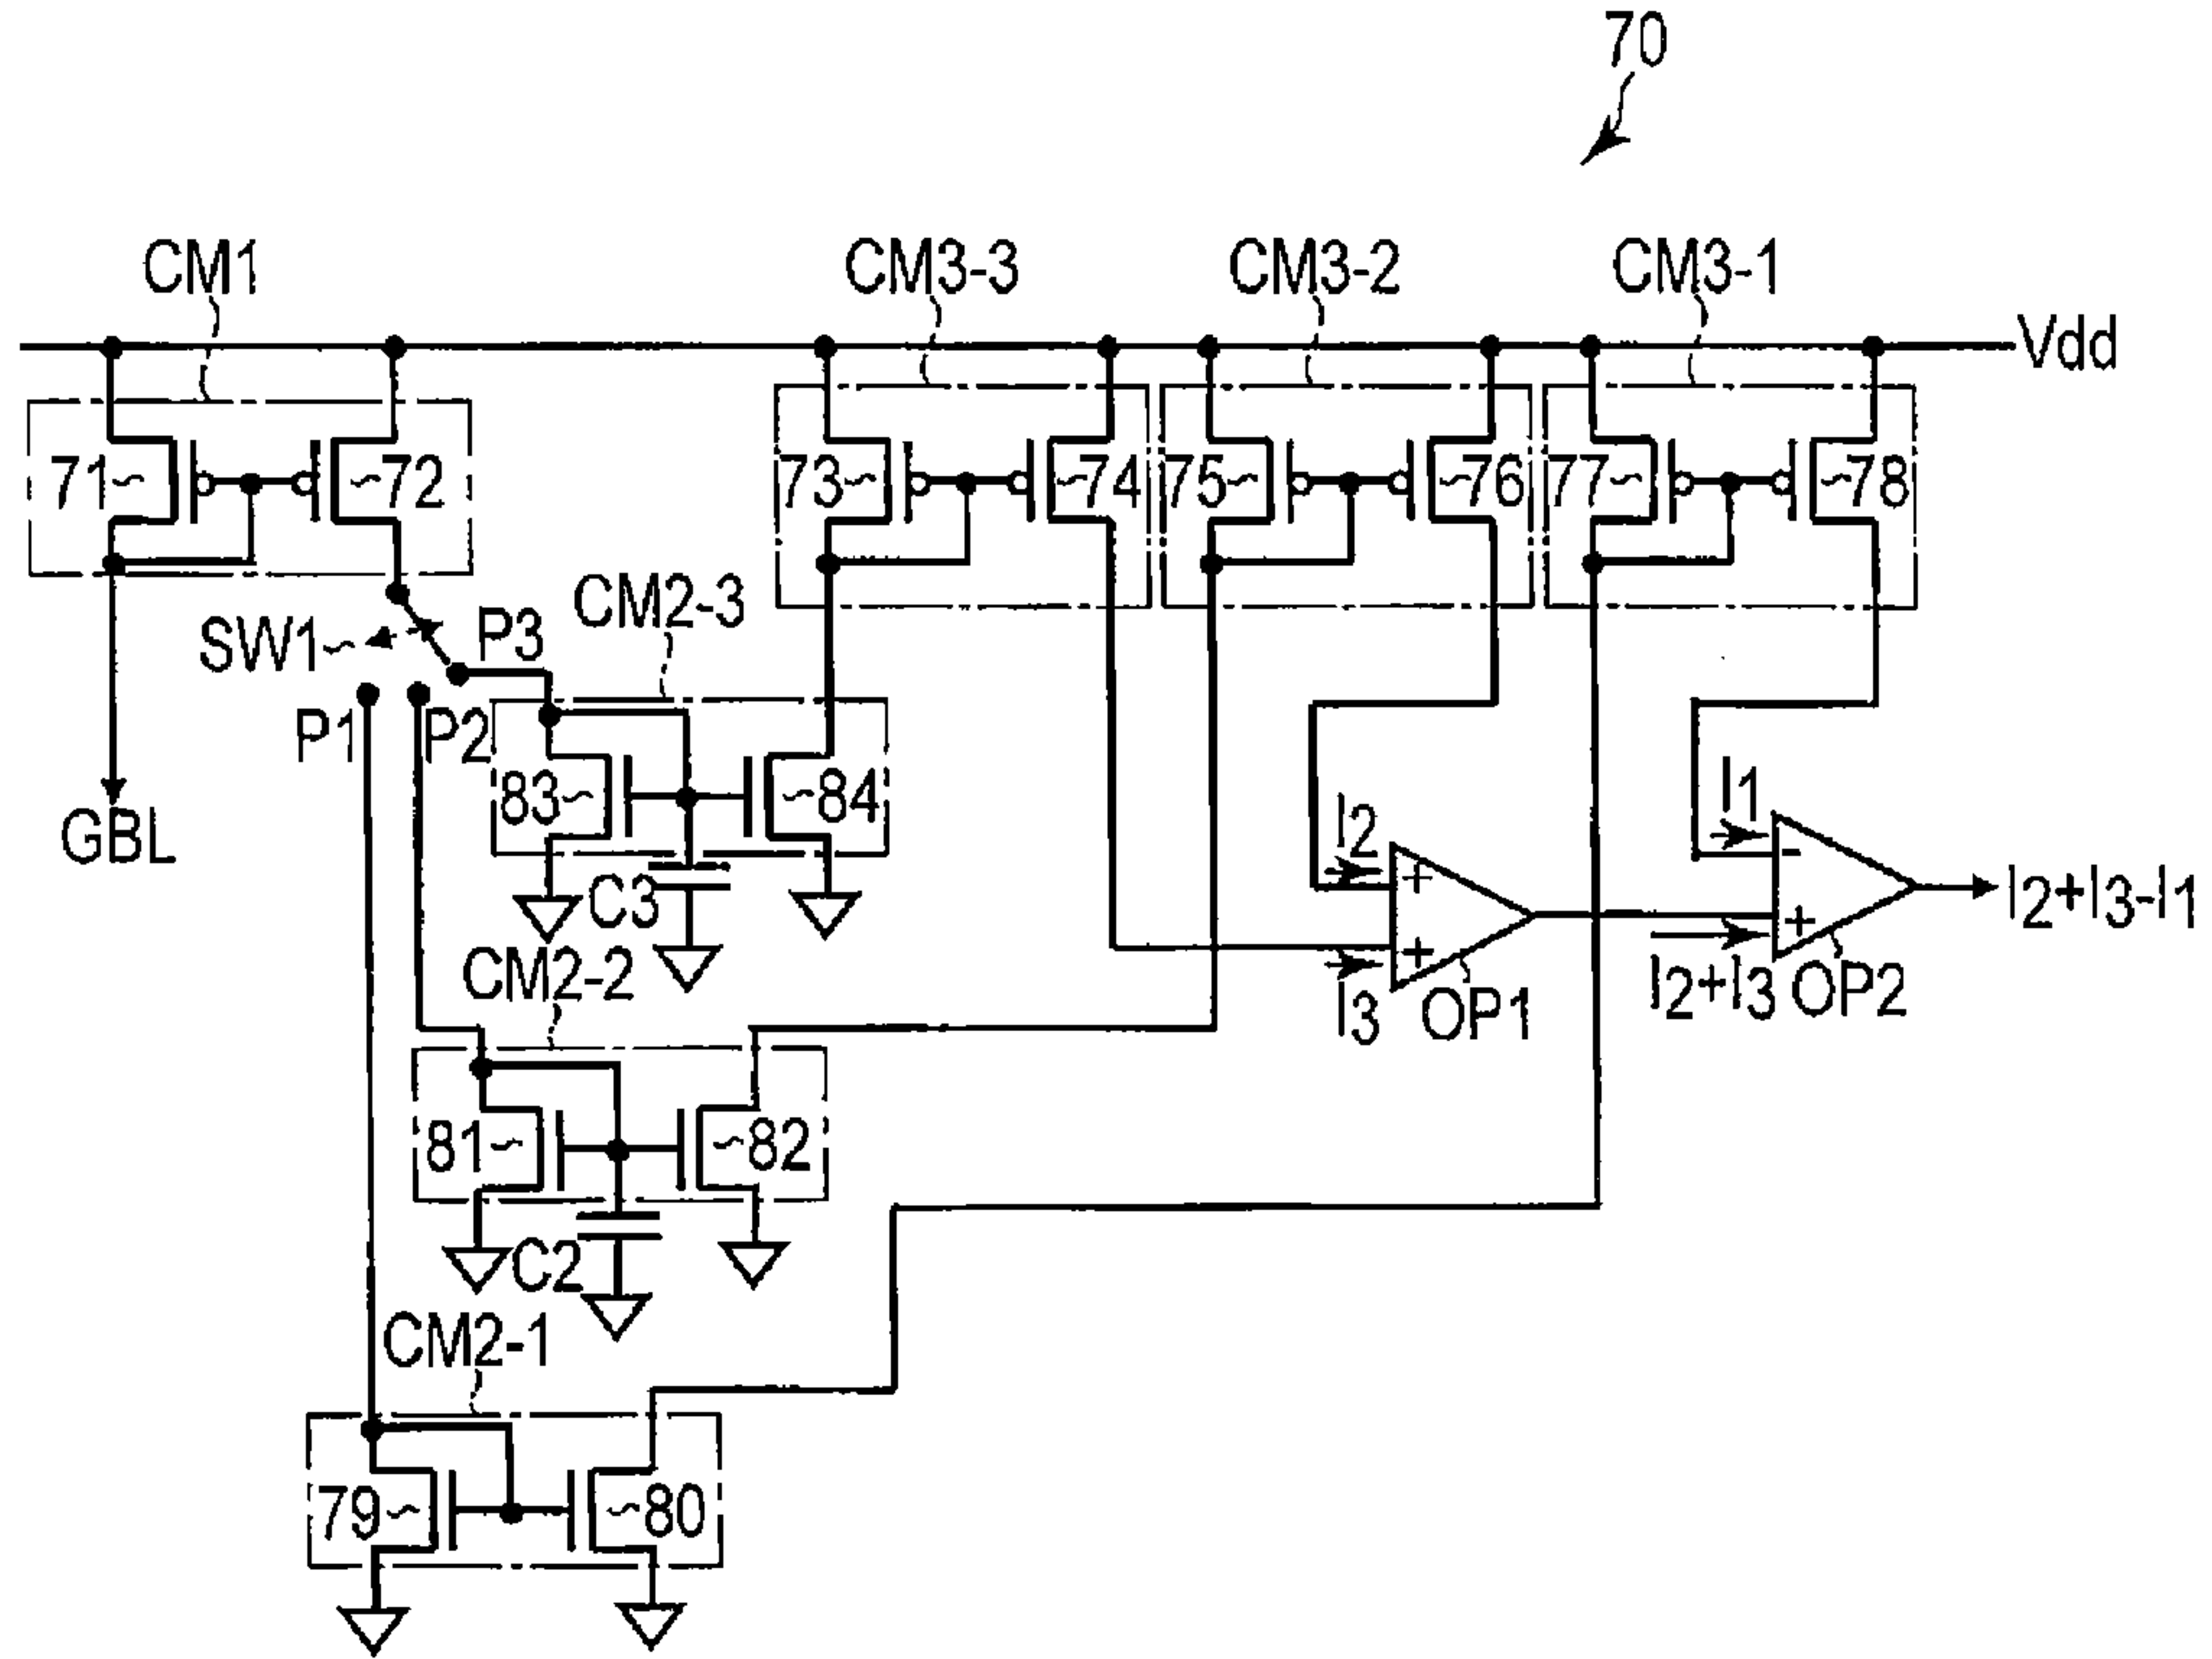 70
CM1
CM3-3
CM3-2
CM3-1
Vdd
71
72
73
74
75
76
77
78
CM2-3
SW1
P3
P1
P2
83
84
I1
I2
GBL
C3
I2+I3-I1
CM2-2
I3
OP1
I2+I3
OP2
81
82
C2
CM2-1
79
80
+
+
-
+